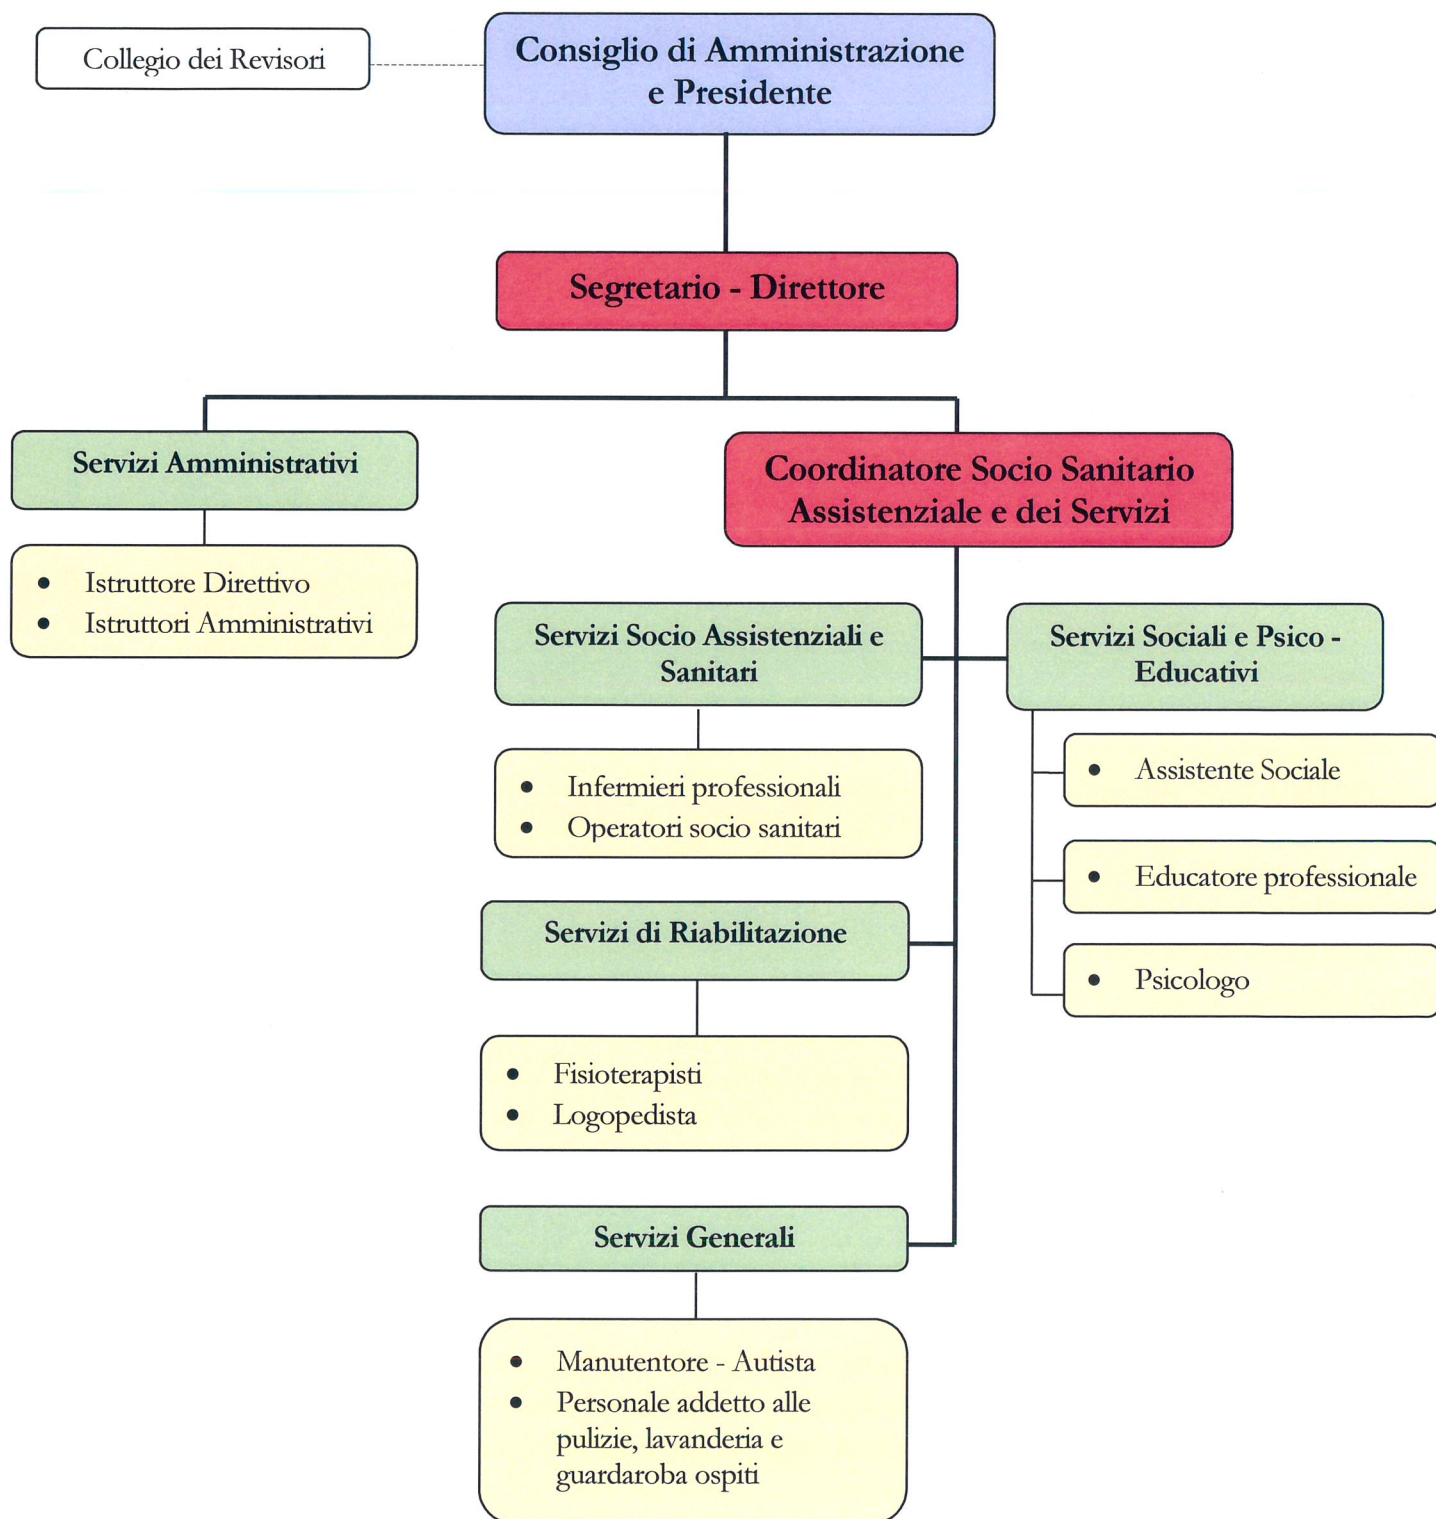 Collegio dei Revisori
Consiglio di Amministrazione
e Presidente
Segretario - Direttore
Servizi Amministrativi
• Istruttore Direttivo
• Istruttori Amministrativi
Coordinatore Socio Sanitario
Assistenziale e dei Servizi
Servizi Socio Assistenziali e
Sanitari
• Infermieri professionali
• Operatori socio sanitari
Servizi Sociali e Psico -
Educativi
• Assistente Sociale
• Educatore professionale
• Psicologo
Servizi di Riabilitazione
• Fisioterapisti
• Logopedista
Servizi Generali
• Manutentore - Autista
• Personale addetto alle
pulizie, lavanderia e
guardaroba ospiti